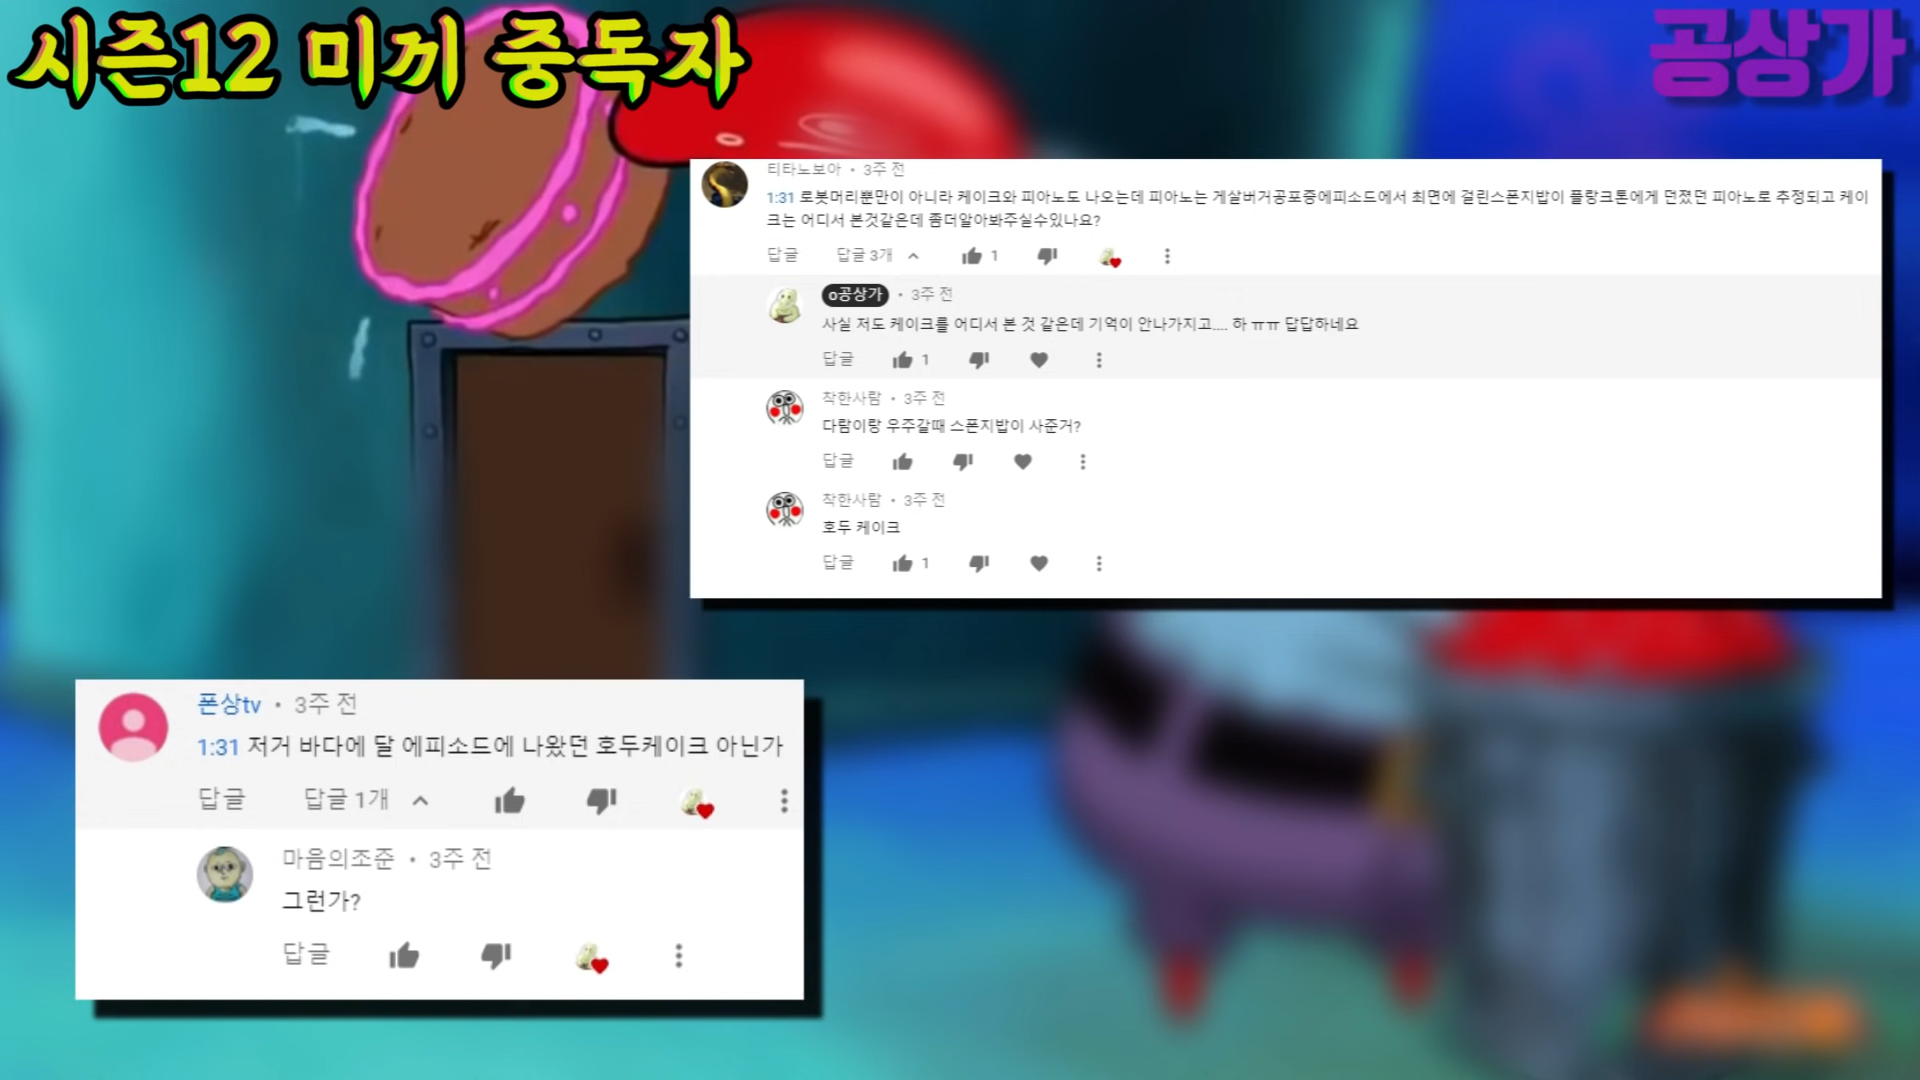 시즌12 미끼 중독자
공상가
티타노보아 • 3주 전
1:31 로봇머리뿐만이 아니라 케이크와 피아노도 나오는데 피아노는 게살버거공포증에피소드에서 최면에 걸린스폰지밥이 플랑크톤에게 던졌던 피아노로 추정되고 케이
크는 어디서 본것같은데 좀더알아봐주실수있나요?
답글 답글 3개 1
o공상가 • 3주 전
사실 저도 케이크를 어디서 본 것 같은데 기억이 안나가지고.... 하 ㅠㅠ 답답하네요
답글 1
착한사람 • 3주 전
다람이랑 우주갈때 스폰지밥이 사준거?
답글
착한사람 • 3주 전
호두 케이크
답글 1
폰상tv • 3주 전
1:31 저거 바다에 달 에피소드에 나왔던 호두케이크 아닌가
답글 답글 1개
마음의조준 • 3주 전
그런가?
답글